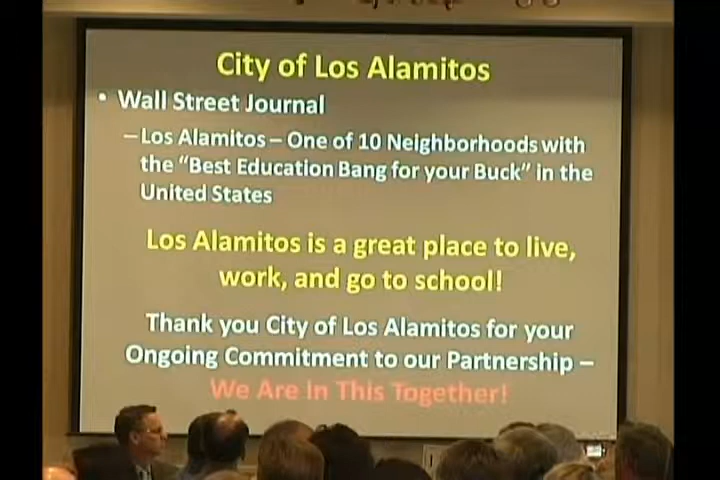 City of Los Alamitos
• Wall Street Journal
– Los Alamitos – One of 10 Neighborhoods with
the “Best Education Bang for your Buck” in the
United States
Los Alamitos is a great place to live,
work, and go to school!
Thank you City of Los Alamitos for your
Ongoing Commitment to our Partnership –
We Are In This Together!